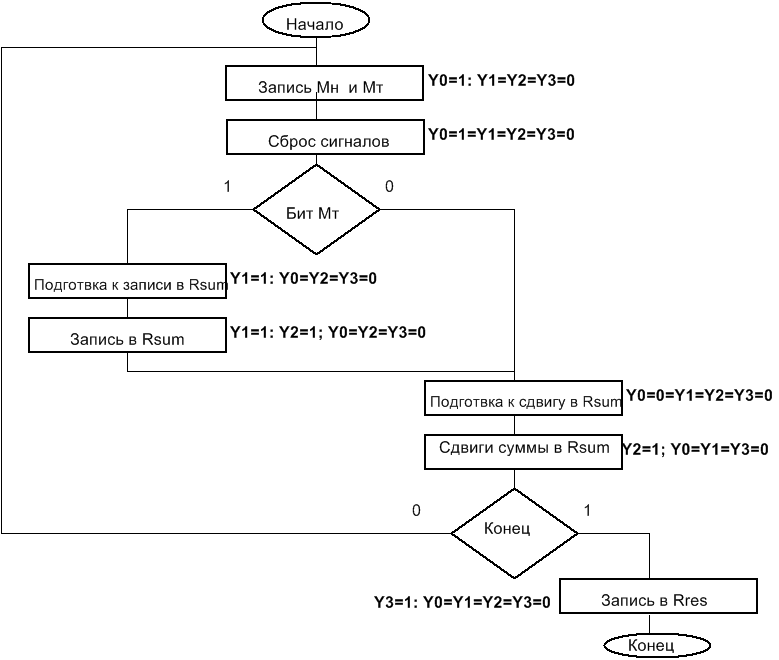 Начало
Запись Мн и Мт
Y0=1: Y1=Y2=Y3=0
Сброс сигналов
Y0=1=Y1=Y2=Y3=0
1
0
Бит Мт
Подготвка к записи в Rsum
Y1=1: Y0=Y2=Y3=0
Запись в Rsum
Y1=1: Y2=1; Y0=Y2=Y3=0
Подготвка к сдвигу в Rsum
Y0=0=Y1=Y2=Y3=0
Сдвиги суммы в Rsum
Y2=1; Y0=Y1=Y3=0
0
1
Конец
Y3=1: Y0=Y1=Y2=Y3=0
Запись в Rres
Конец